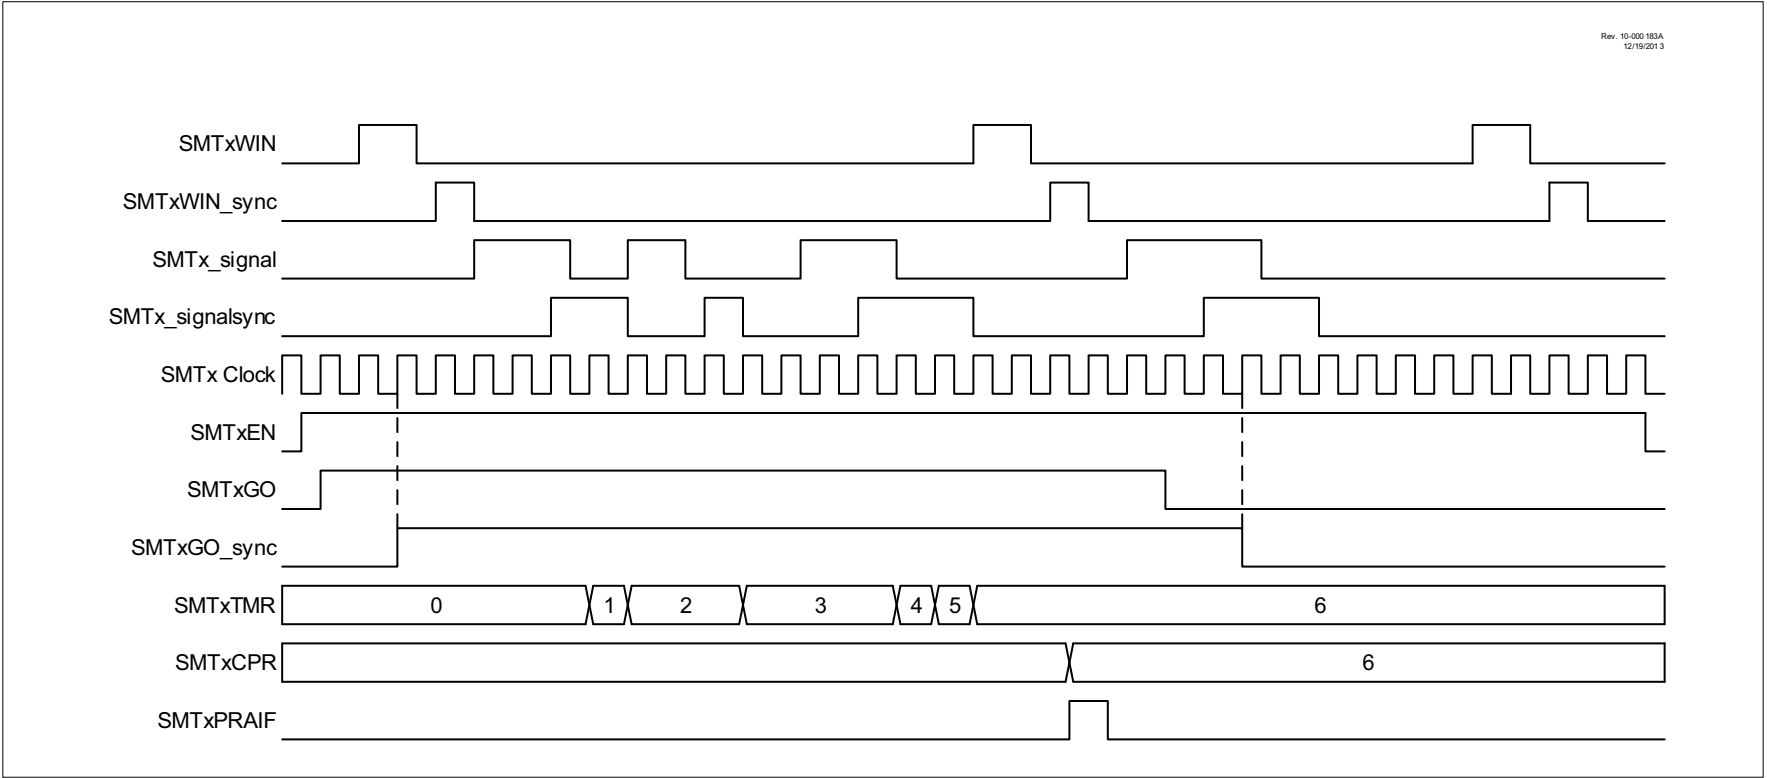 Rev. 10-000 183A
12/19/201 3
SMTxWIN
SMTxWIN_sync
SMTx_signal
SMTx_signalsync
SMTx Clock
SMTxEN
SMTxGO
SMTxGO_sync
SMTxTMR 0 1 2 3 4 5 6
SMTxCPR 6
SMTxPRAIF